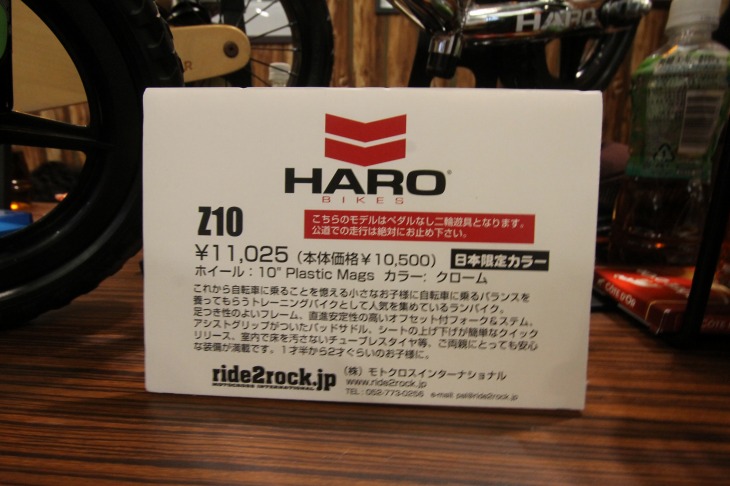 HARO
HARO
BIKES
Z10
こちらのモデルはペダルなし二輪遊具となります。
公道での走行は絶対にお止め下さい。
¥11,025（本体価格¥10,500） 日本限定カラー
ホイール：10" Plastic Mags カラー: クローム
これから自転車に乗ることを憶える小さなお子様に自転車に乗るバランスを
養ってもらうトレーニングバイクとして人気を集めているランバイク。
足つき性のよいフレーム、直進安定性の高いオフセット付フォーク&ステム、
アシストグリップがついたパッドサドル、シートの上げ下げが簡単なクイック
リリース、室内で床を汚さないチューブレスタイヤ等、ご両親にとっても安心
な装備が満載です。1才半から2才ぐらいのお子様に。
ride2rock.jp
MOTOCROSS INTERNATIONAL
（株）モトクロスインターナショナル
www.ride2rock.jp
TEL : 052-773-0256 e-mail pal@ride2rock.jp